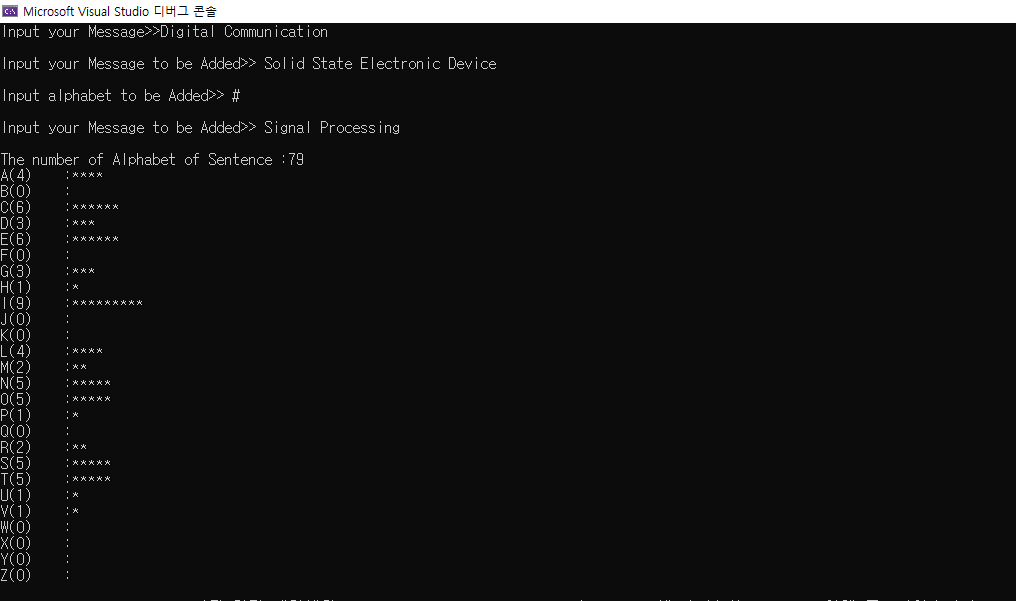 Microsoft Visual Studio 디버그 콘솔
Input your Message>>Digital Communication
Input your Message to be Added>> Solid State Electronic Device
Input alphabet to be Added>> #
Input your Message to be Added>> Signal Processing
The number of Alphabet of Sentence :79
A(4) :****
B(0) :
C(6) :******
D(3) :***
E(6) :******
F(0) :
G(3) :***
H(1) :*
I(9) :*********
J(0) :
K(0) :
L(4) :****
M(2) :**
N(5) :*****
O(5) :*****
P(1) :*
Q(0) :
R(2) :**
S(5) :*****
T(5) :*****
U(1) :*
V(1) :*
W(0) :
X(0) :
Y(0) :
Z(0) :